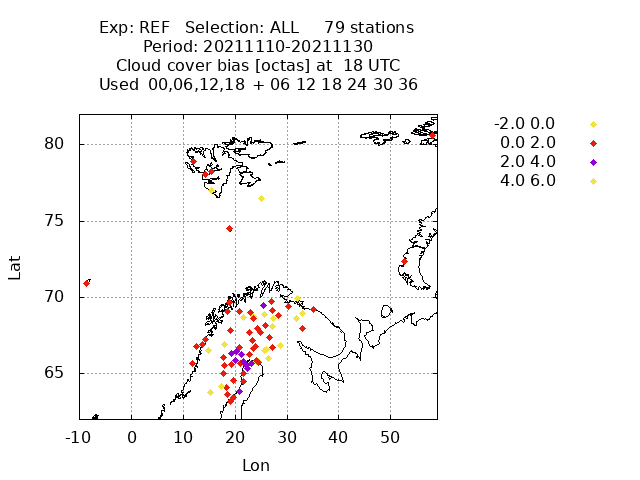 Exp: REF Selection: ALL 79 stations
Period: 20211110-20211130
Cloud cover bias [octas] at 18 UTC
Used 00,06,12,18 + 06 12 18 24 30 36
-2.0 0.0
0.0 2.0
2.0 4.0
4.0 6.0
80
75
70
65
Lat
-10 0 10 20 30 40 50
Lon